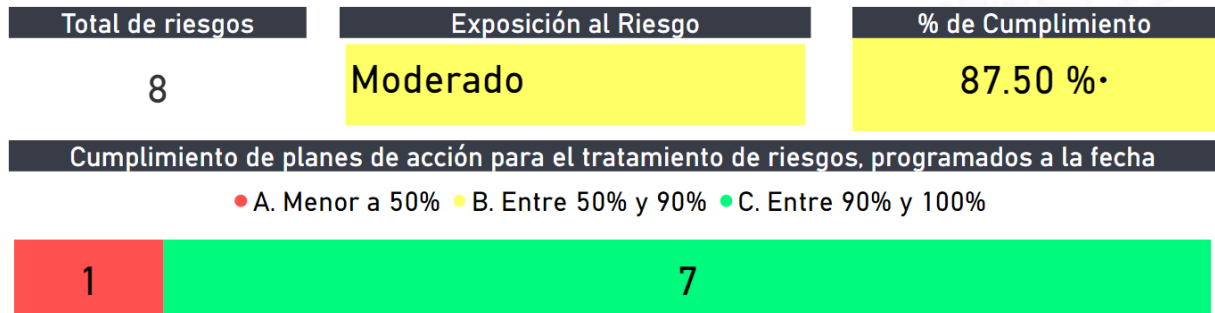 Total de riesgos
Exposición al Riesgo
% de Cumplimiento
8
Moderado
87.50 %•
Cumplimiento de planes de acción para el tratamiento de riesgos, programados a la fecha
A. Menor a 50% B. Entre 50% y 90% C. Entre 90% y 100%
1
7